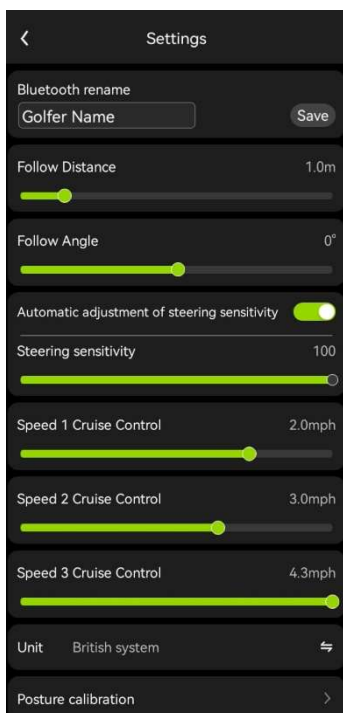 Settings
Bluetooth rename
Golfer Name Save
Follow Distance 1.0m
Follow Angle 0°
Automatic adjustment of steering sensitivity
Steering sensitivity 100
Speed 1 Cruise Control 2.0mph
Speed 2 Cruise Control 3.0mph
Speed 3 Cruise Control 4.3mph
Unit British system
Posture calibration